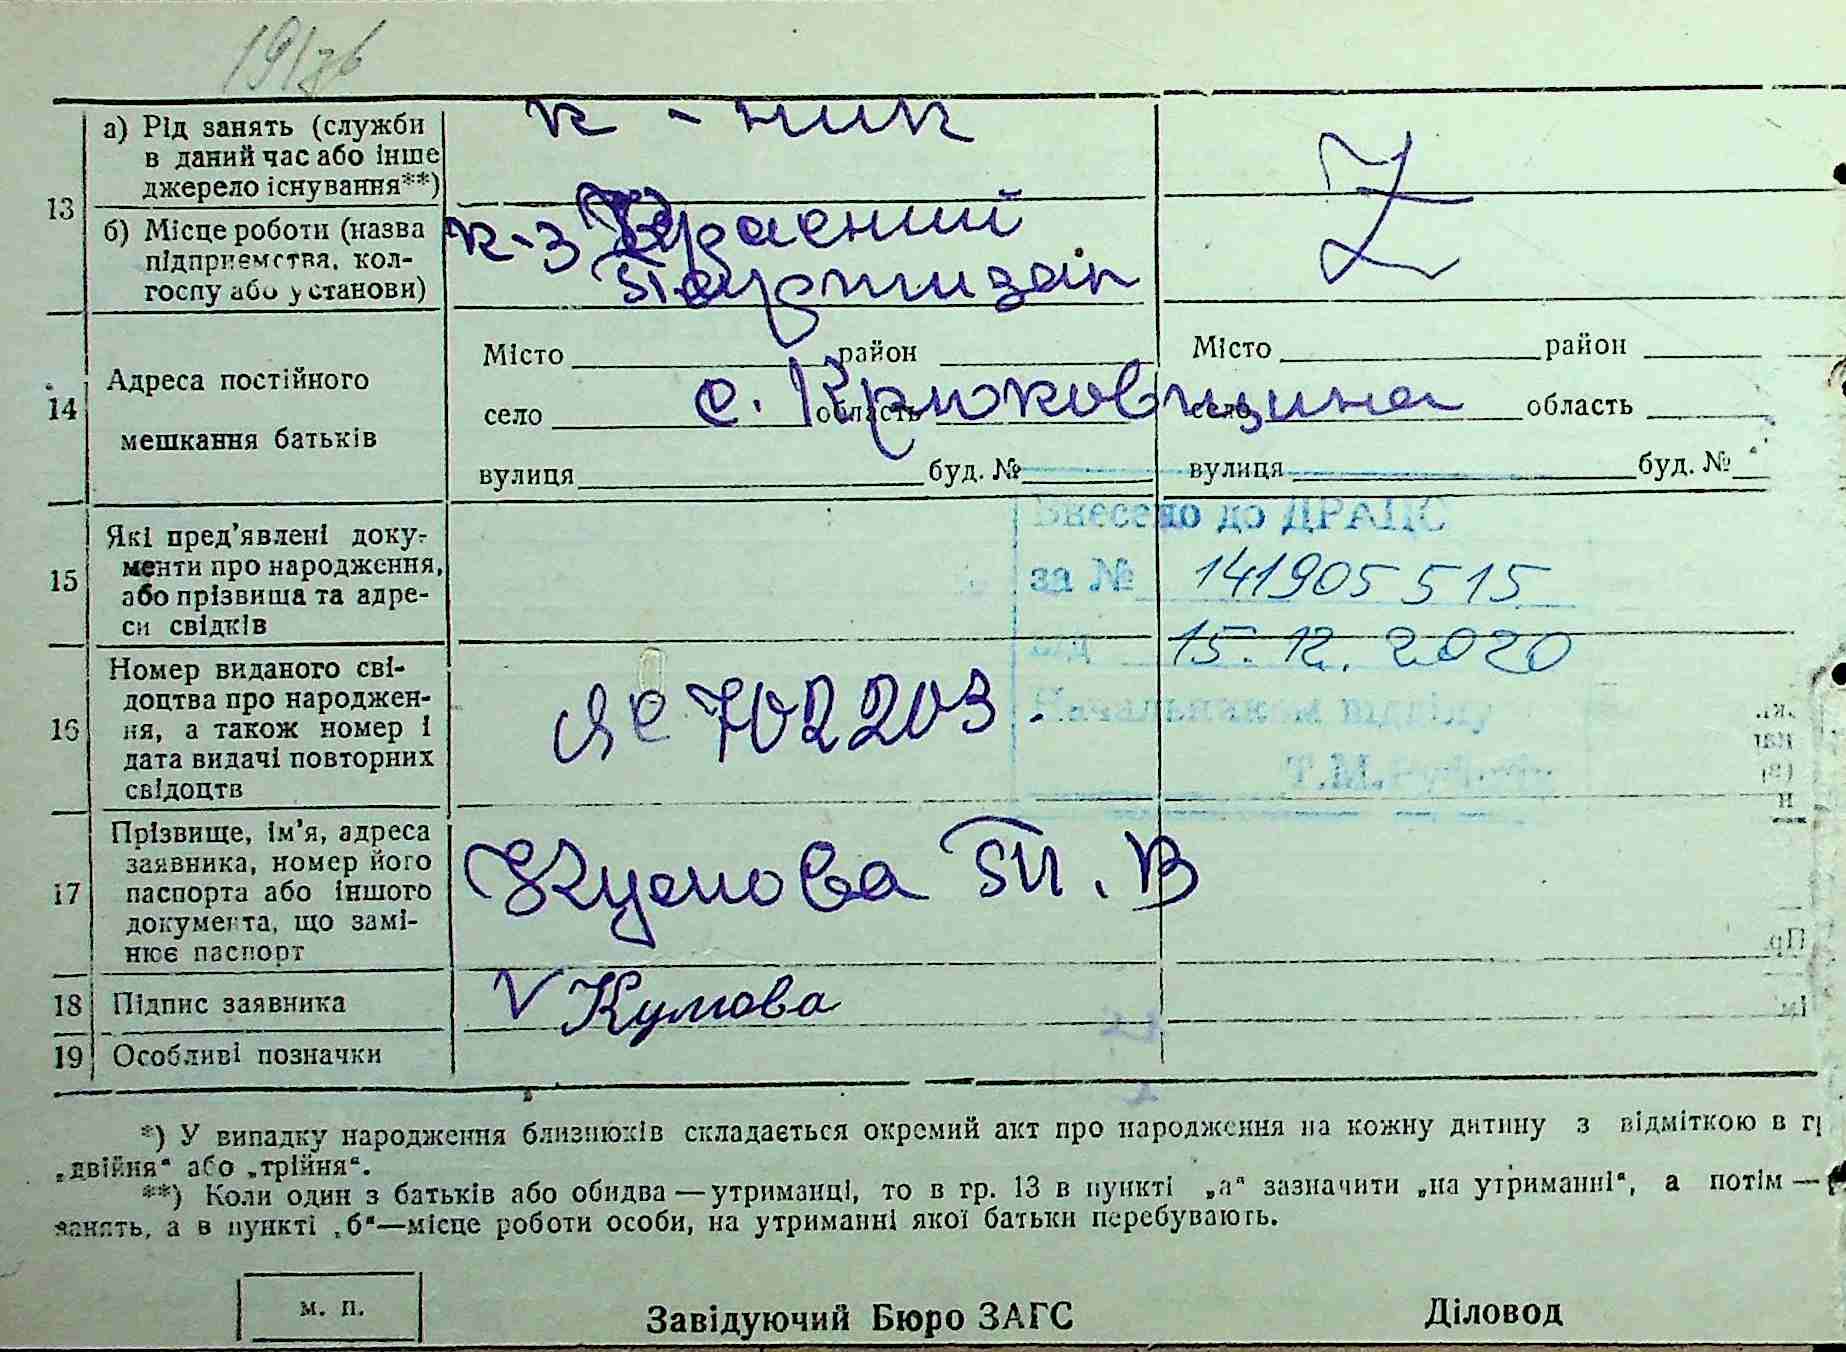 191зв
13 а) Рід занять (служби в даний час або інше джерело існування**)
к-ник
б) Місце роботи (назва підприємства, колгоспу або установи)
к-з Красний
Партизан
14 Адреса постійного мешкання батьків
Місто район Місто район
село область село область
с. Крюковщина
вулиця буд. № вулиця буд. №
Внесено до ДРАЦС
15 Які пред'явлені документи про народження, або прізвища та адреси свідків
за № 141905515
від 15.12.2020
16 Номер виданого свідоцтва про народження, а також номер і дата видачі повторних свідоцтв
ЯС 702203.
Начальником відділу
Т.М.
17 Прізвище, ім'я, адреса заявника, номер його паспорта або іншого документа, що замінює паспорт
В
18 Підпис заявника
V Кумова
19 Особливі позначки
*) У випадку народження близнюків складається окремий акт про народження на кожну дитину з відміткою в гр
„двійня“ або „трійня“.
**) Коли один з батьків або обидва — утриманці, то в гр. 13 в пункті „а“ зазначити „на утриманні“, а потім —
занять, а в пункті „б“—місце роботи особи, на утриманні якої батьки перебувають.
м. п.
Завідуючий Бюро ЗАГС
Діловод